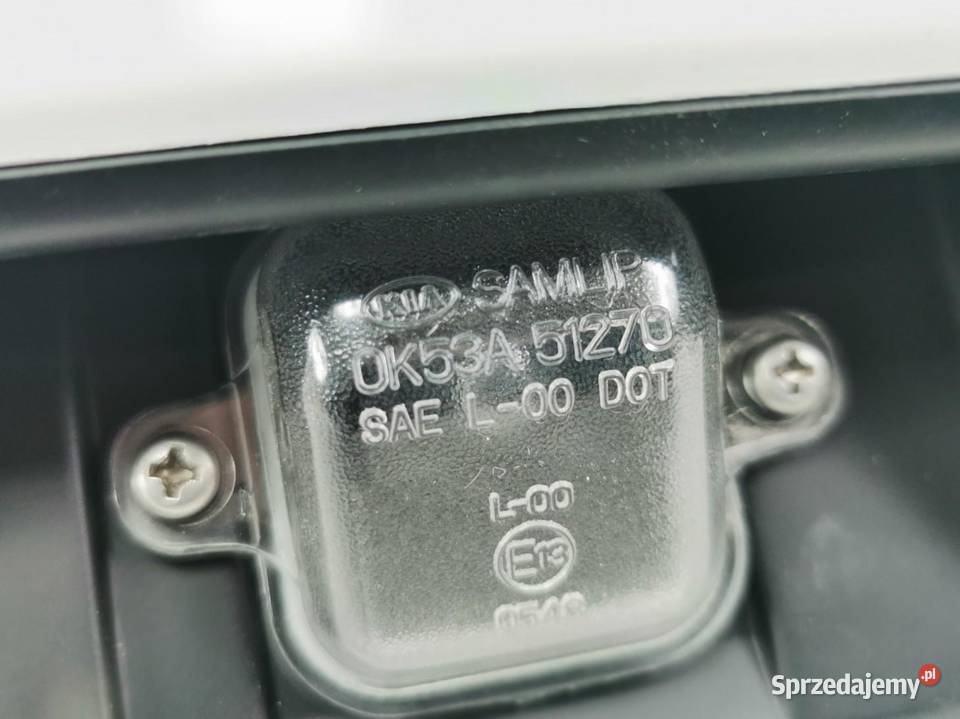 KIA SAMLIP
0K53A 51270
SAE L-00 DOT
L-00
E13
Sprzedajemy.pl